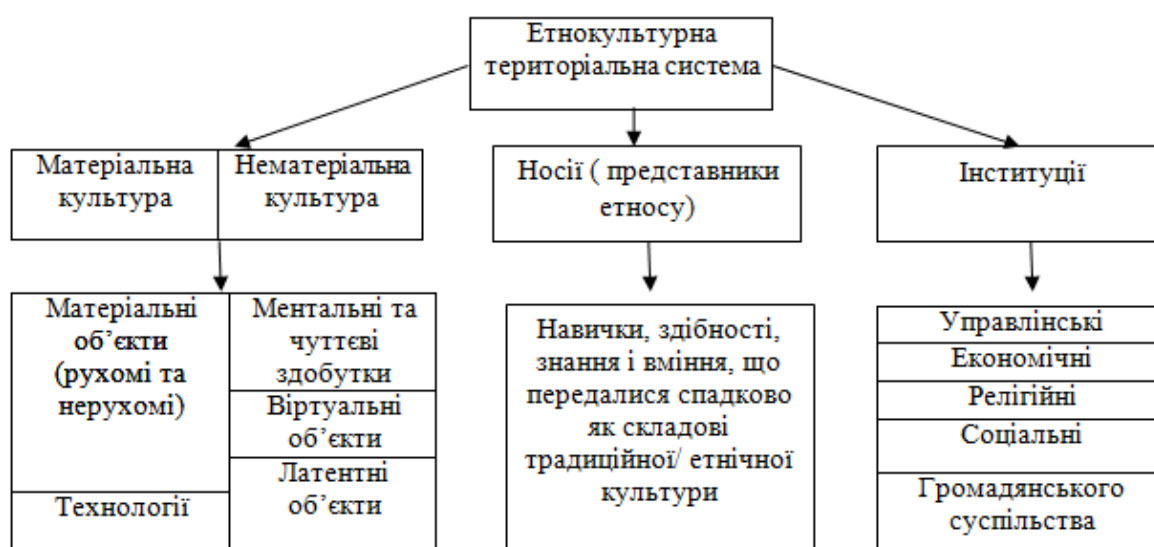 Етнокультурна
територіальна система
Матеріальна
культура
Нематеріальна
культура
Носії ( представники
етносу)
Інституції
Матеріальні
об’єкти
(рухомі та
нерухомі)
Технології
Ментальні та
чуттєві
здобутки
Віртуальні
об’єкти
Латентні
об’єкти
Навички, здібності,
знання і вміння, що
передалися спадково
як складові
традиційної/ етнічної
культури
Управлінські
Економічні
Релігійні
Соціальні
Громадянського
суспільства